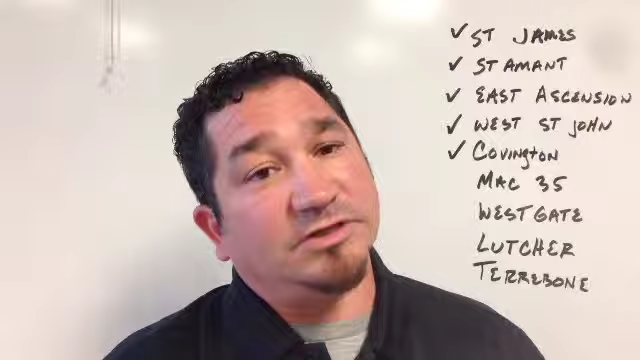 ✓ ST JAMES
✓ ST AMANT
✓ EAST ASCENSION
✓ WEST ST JOHN
✓ COVINGTON
MAC 35
WESTGATE
LUTCHER
TERREBONE